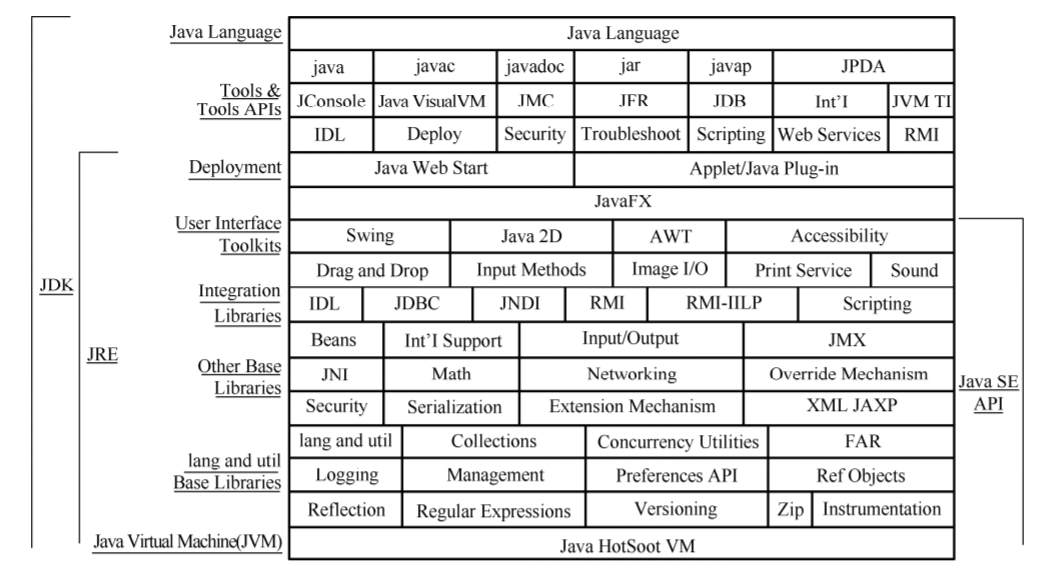 Java Language Java Language
java javac javadoc jar javap JPDA
Tools &
Tools APIs
JConsole Java VisualVM JMC JFR JDB Int'I JVM TI
IDL Deploy Security Troubleshoot Scripting Web Services RMI
Deployment Java Web Start Applet/Java Plug-in
JavaFX
User Interface
Toolkits
Swing Java 2D AWT Accessibility
Drag and Drop Input Methods Image I/O Print Service Sound
JDK
Integration
Libraries
IDL JDBC JNDI RMI RMI-IILP Scripting
Beans Int'I Support Input/Output JMX
JRE
Other Base
Libraries
JNI Math Networking Override Mechanism
Java SE
API
Security Serialization Extension Mechanism XML JAXP
lang and util Collections Concurrency Utilities FAR
lang and util
Base Libraries
Logging Management Preferences API Ref Objects
Reflection Regular Expressions Versioning Zip Instrumentation
Java Virtual Machine(JVM) Java HotSoot VM